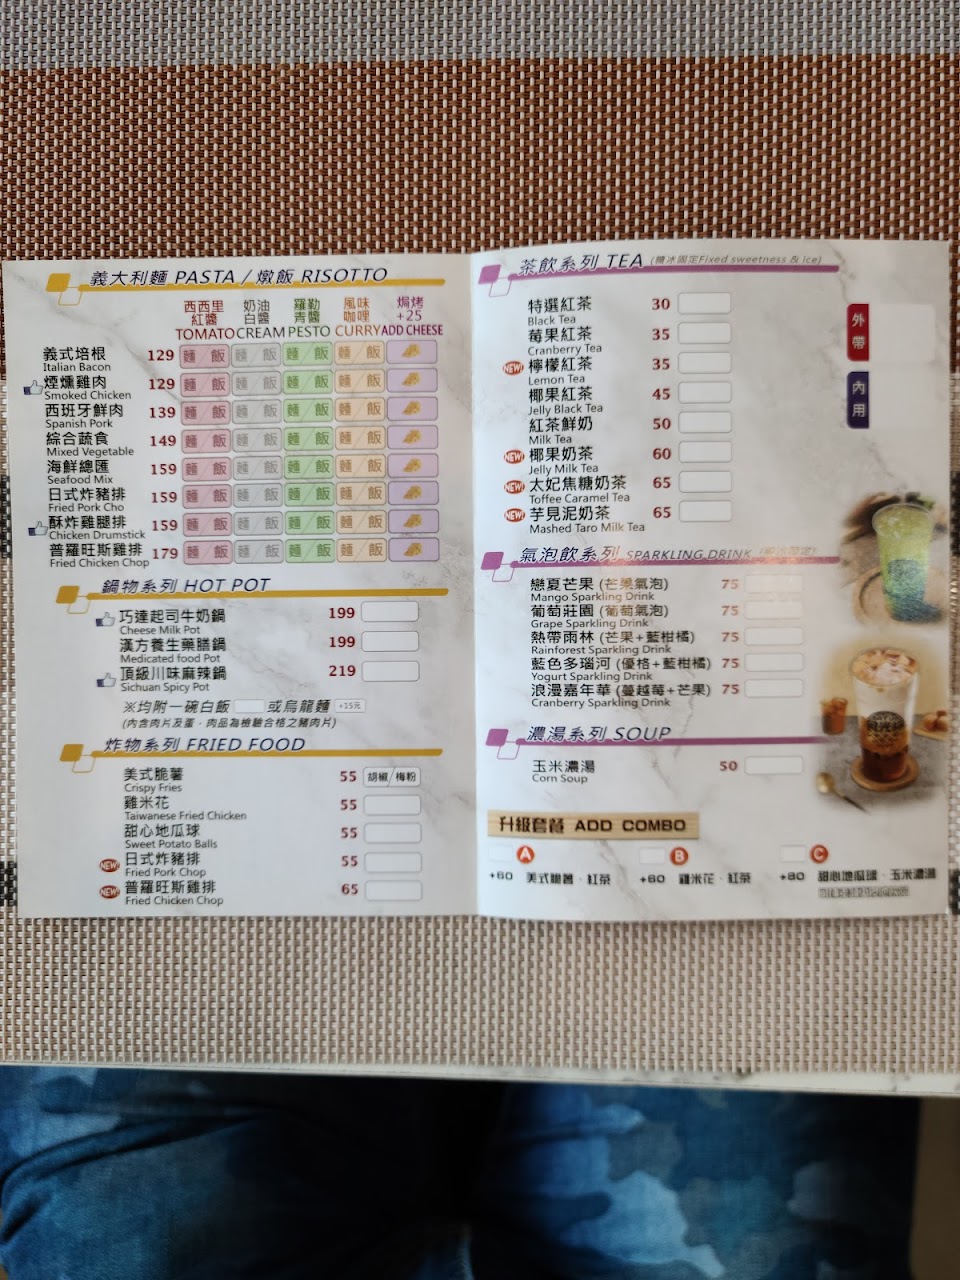 義大利麵 PASTA / 燉飯 RISOTTO
西西里 奶油 羅勒 風味 焗烤
紅醬 白醬 青醬 咖哩 +25
TOMATO CREAM PESTO CURRY ADD CHEESE
義式培根 129 麵/飯 麵/飯 麵/飯 麵/飯
Italian Bacon
煙燻雞肉 129 麵/飯 麵/飯 麵/飯 麵/飯
Smoked Chicken
西班牙鮮肉 139 麵/飯 麵/飯 麵/飯 麵/飯
Spanish Pork
綜合蔬食 149 麵/飯 麵/飯 麵/飯 麵/飯
Mixed Vegetable
海鮮總匯 159 麵/飯 麵/飯 麵/飯 麵/飯
Seafood Mix
日式炸豬排 159 麵/飯 麵/飯 麵/飯 麵/飯
Fried Pork Cho
酥炸雞腿排 159 麵/飯 麵/飯 麵/飯 麵/飯
Chicken Drumstick
普羅旺斯雞排 179 麵/飯 麵/飯 麵/飯 麵/飯
Fried Chicken Chop
鍋物系列 HOT POT
巧達起司牛奶鍋 199
Cheese Milk Pot
漢方養生藥膳鍋 199
Medicated food Pot
頂級川味麻辣鍋 219
Sichuan Spicy Pot
※均附一碗白飯 或烏龍麵 +15元
(內含肉片及蛋，肉品為檢驗合格之豬肉片)
炸物系列 FRIED FOOD
美式脆薯 55 胡椒/梅粉
Crispy Fries
雞米花 55
Taiwanese Fried Chicken
甜心地瓜球 55
Sweet Potato Balls
NEW! 日式炸豬排 55
Fried Pork Chop
NEW! 普羅旺斯雞排 65
Fried Chicken Chop
茶飲系列 TEA (糖冰固定Fixed sweetness & ice)
特選紅茶 30
Black Tea
莓果紅茶 35
Cranberry Tea
NEW! 檸檬紅茶 35
Lemon Tea
椰果紅茶 45
Jelly Black Tea
紅茶鮮奶 50
Milk Tea
NEW! 椰果奶茶 60
Jelly Milk Tea
NEW! 太妃焦糖奶茶 65
Toffee Caramel Tea
NEW! 芋見泥奶茶 65
Mashed Taro Milk Tea
外帶
內用
氣泡飲系列 SPARKLING DRINK
戀夏芒果 (芒果氣泡) 75
Mango Sparkling Drink
葡萄莊園 (葡萄氣泡) 75
Grape Sparkling Drink
熱帶雨林 (芒果+藍柑橘) 75
Rainforest Sparkling Drink
藍色多瑙河 (優格+藍柑橘) 75
Yogurt Sparkling Drink
浪漫嘉年華 (蔓越莓+芒果) 75
Cranberry Sparkling Drink
濃湯系列 SOUP
玉米濃湯 50
Corn Soup
升級套餐 ADD COMBO
A B C
+60 美式脆薯、紅茶 +60 雞米花、紅茶 +80 甜心地瓜球、玉米濃湯